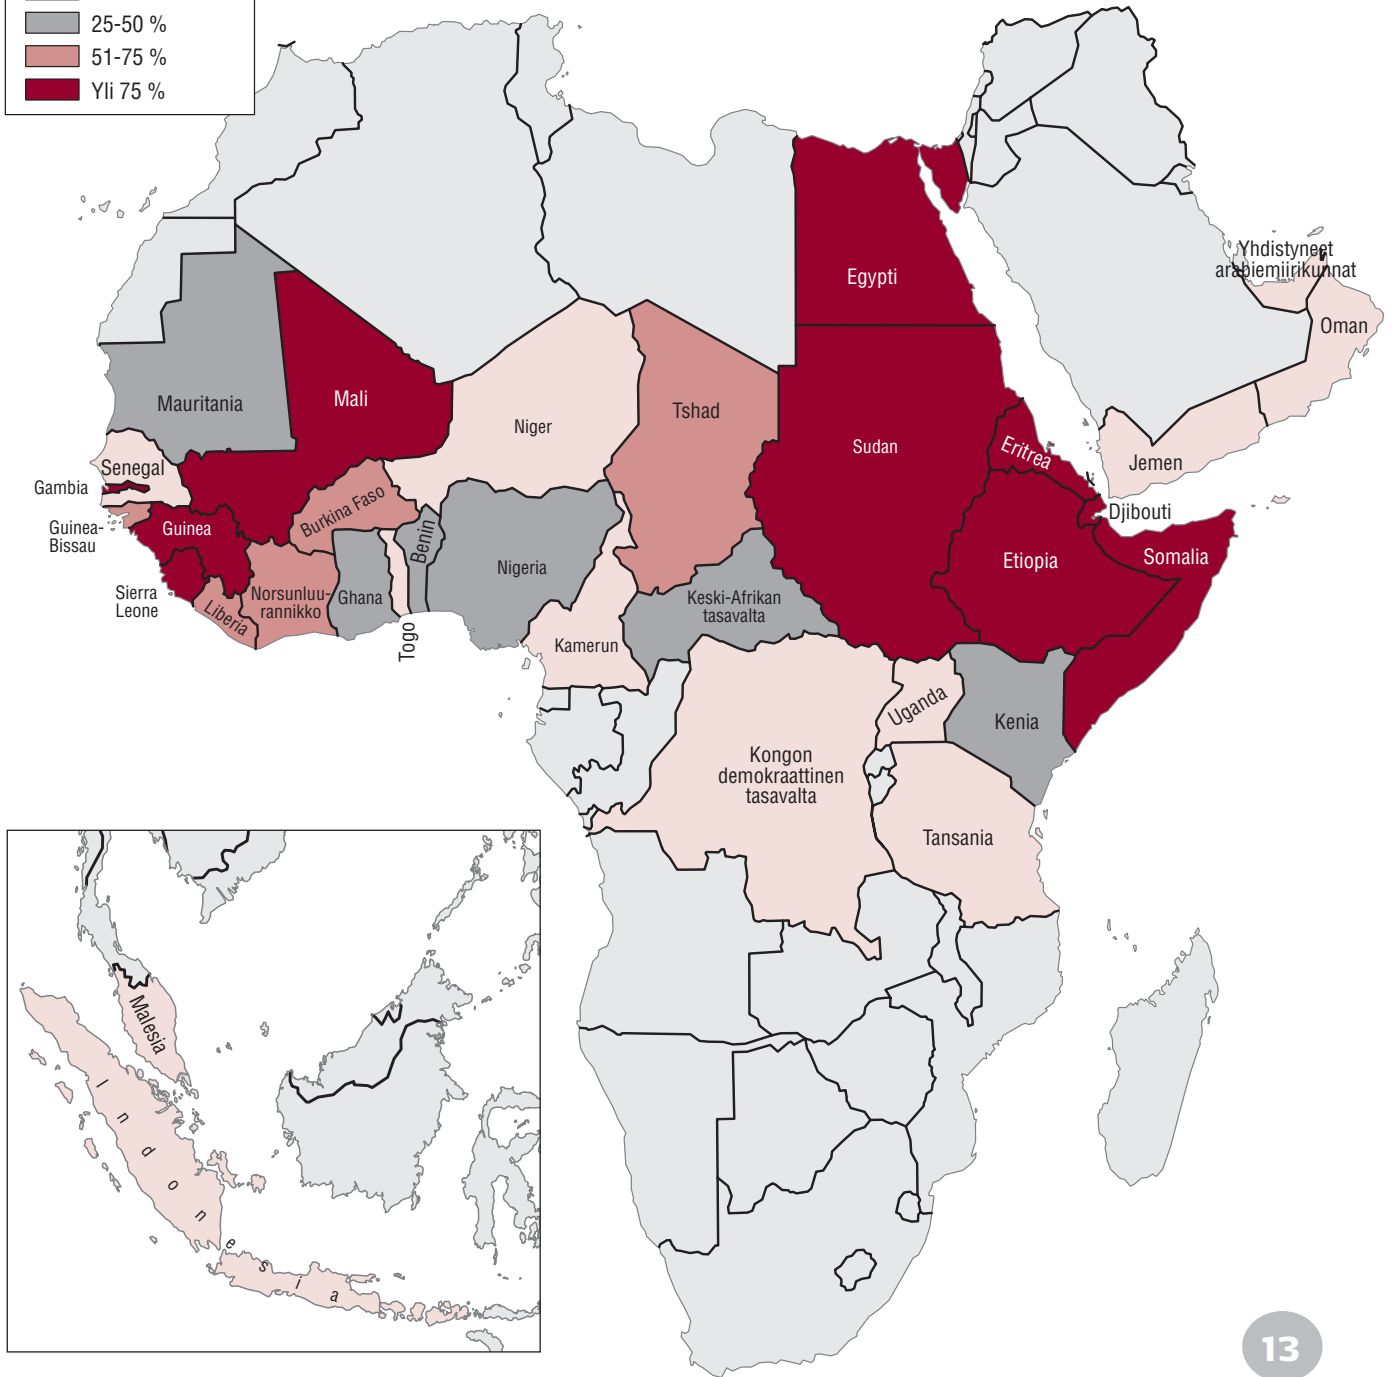 25-50 %
51-75 %
Yli 75 %
Yhdistyneet
arabiemiirikunnat
Egypti
Oman
Mauritania
Mali
Niger
Tshad
Sudan
Eritrea
Jemen
Senegal
Gambia
Burkina Faso
Djibouti
Guinea-
Bissau
Guinea
Benin
Nigeria
Etiopia
Somalia
Sierra
Leone
Liberia
Norsunluu-
rannikko
Ghana
Togo
Keski-Afrikan
tasavalta
Kamerun
Uganda
Kenia
Kongon
demokraattinen
tasavalta
Tansania
Malesia
Indonesia
13